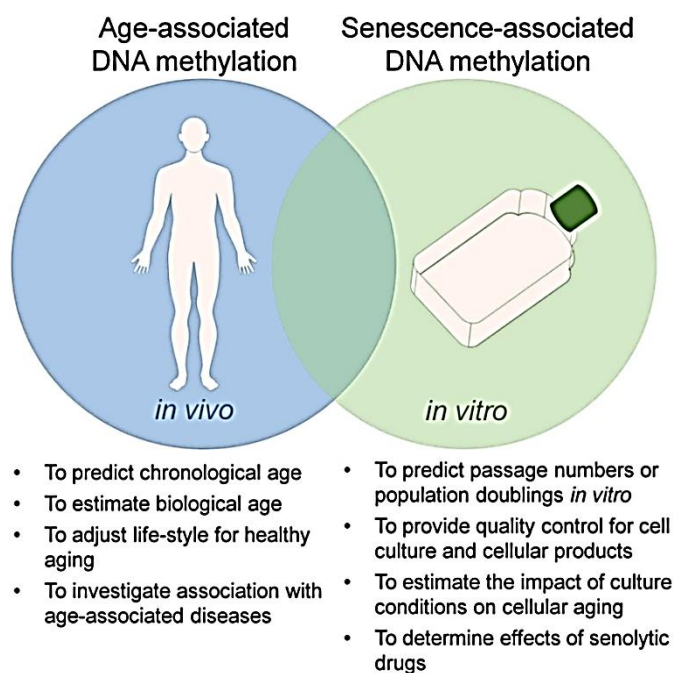 Age-associated
DNA methylation
Senescence-associated
DNA methylation
in vivo
in vitro
• To predict chronological age
• To estimate biological age
• To adjust life-style for healthy
aging
• To investigate association with
age-associated diseases
• To predict passage numbers or
population doublings in vitro
• To provide quality control for cell
culture and cellular products
• To estimate the impact of culture
conditions on cellular aging
• To determine effects of senolytic
drugs